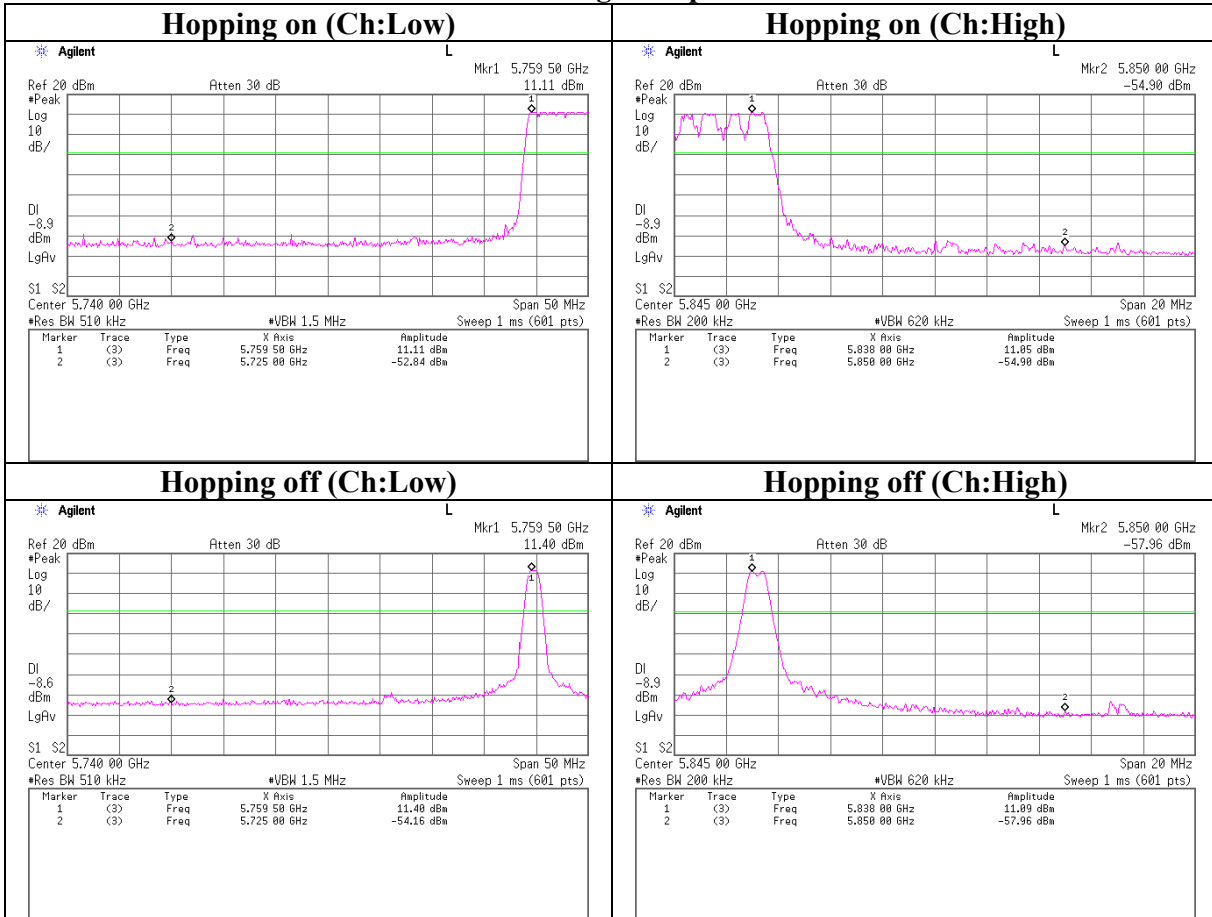 Hopping on (Ch:Low)
Agilent
L
Mkr1 5.759 50 GHz
Ref 20 dBm Atten 30 dB 11.11 dBm
#Peak
Log
10
dB/
1
2
DI
-8.9
dBm
LgAv
S1 S2
Center 5.740 00 GHz Span 50 MHz
#Res BW 510 kHz #VBW 1.5 MHz Sweep 1 ms (601 pts)
Marker Trace Type X Axis Amplitude
1 (3) Freq 5.759 50 GHz 11.11 dBm
2 (3) Freq 5.725 00 GHz -52.84 dBm
Hopping on (Ch:High)
Agilent
L
Mkr2 5.850 00 GHz
Ref 20 dBm Atten 30 dB -54.90 dBm
#Peak
Log
10
dB/
1
2
DI
-8.9
dBm
LgAv
S1 S2
Center 5.845 00 GHz Span 20 MHz
#Res BW 200 kHz #VBW 620 kHz Sweep 1 ms (601 pts)
Marker Trace Type X Axis Amplitude
1 (3) Freq 5.838 00 GHz 11.05 dBm
2 (3) Freq 5.850 00 GHz -54.90 dBm
Hopping off (Ch:Low)
Agilent
L
Mkr1 5.759 50 GHz
Ref 20 dBm Atten 30 dB 11.40 dBm
#Peak
Log
10
dB/
1
2
DI
-8.6
dBm
LgAv
S1 S2
Center 5.740 00 GHz Span 50 MHz
#Res BW 510 kHz #VBW 1.5 MHz Sweep 1 ms (601 pts)
Marker Trace Type X Axis Amplitude
1 (3) Freq 5.759 50 GHz 11.40 dBm
2 (3) Freq 5.725 00 GHz -54.16 dBm
Hopping off (Ch:High)
Agilent
L
Mkr2 5.850 00 GHz
Ref 20 dBm Atten 30 dB -57.96 dBm
#Peak
Log
10
dB/
1
2
DI
-8.9
dBm
LgAv
S1 S2
Center 5.845 00 GHz Span 20 MHz
#Res BW 200 kHz #VBW 620 kHz Sweep 1 ms (601 pts)
Marker Trace Type X Axis Amplitude
1 (3) Freq 5.838 00 GHz 11.09 dBm
2 (3) Freq 5.850 00 GHz -57.96 dBm